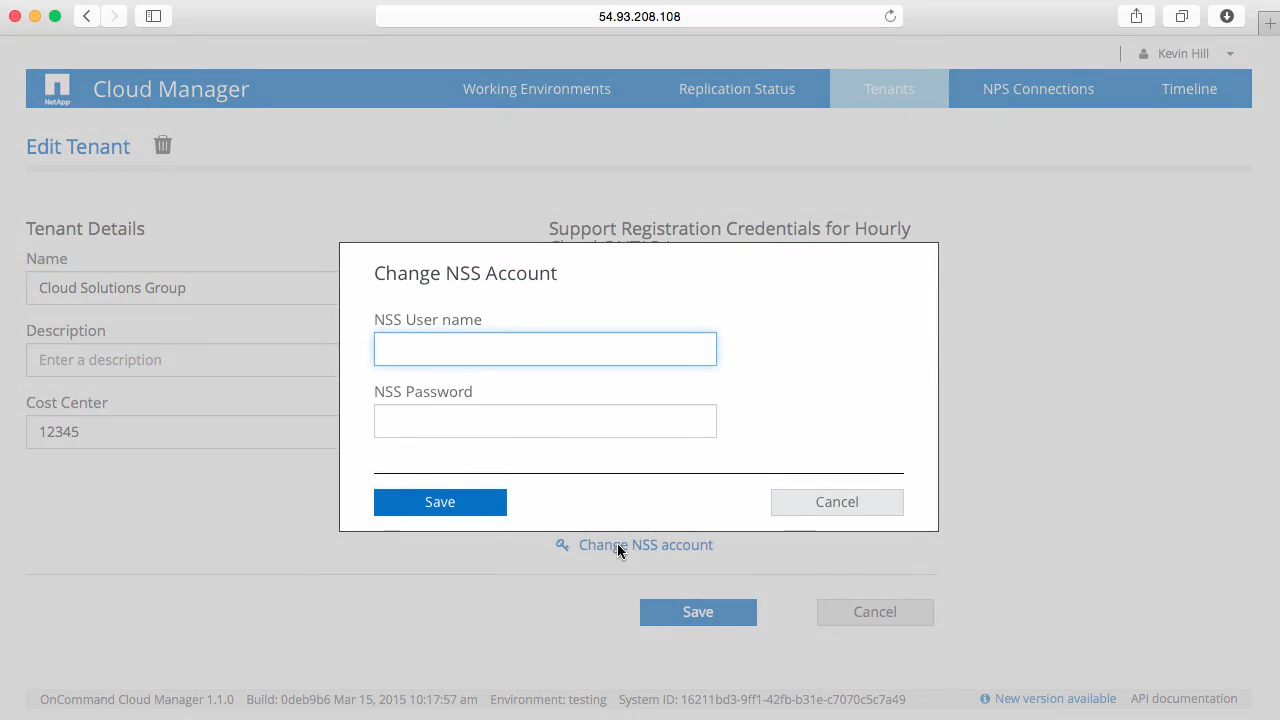 54.93.208.108
Kevin Hill
NetApp
Cloud Manager
Working Environments
Replication Status
Tenants
NPS Connections
Timeline
Edit Tenant
Tenant Details
Support Registration Credentials for Hourly
Name
Cloud Solutions Group
Description
Enter a description
Cost Center
12345
Change NSS Account
NSS User name
NSS Password
Save
Cancel
Change NSS account
Save
Cancel
OnCommand Cloud Manager 1.1.0 Build: 0deb9b6 Mar 15, 2015 10:17:57 am Environment: testing System ID: 16211bd3-9ff1-42fb-b31e-c7070c5c7a49
New version available
API documentation